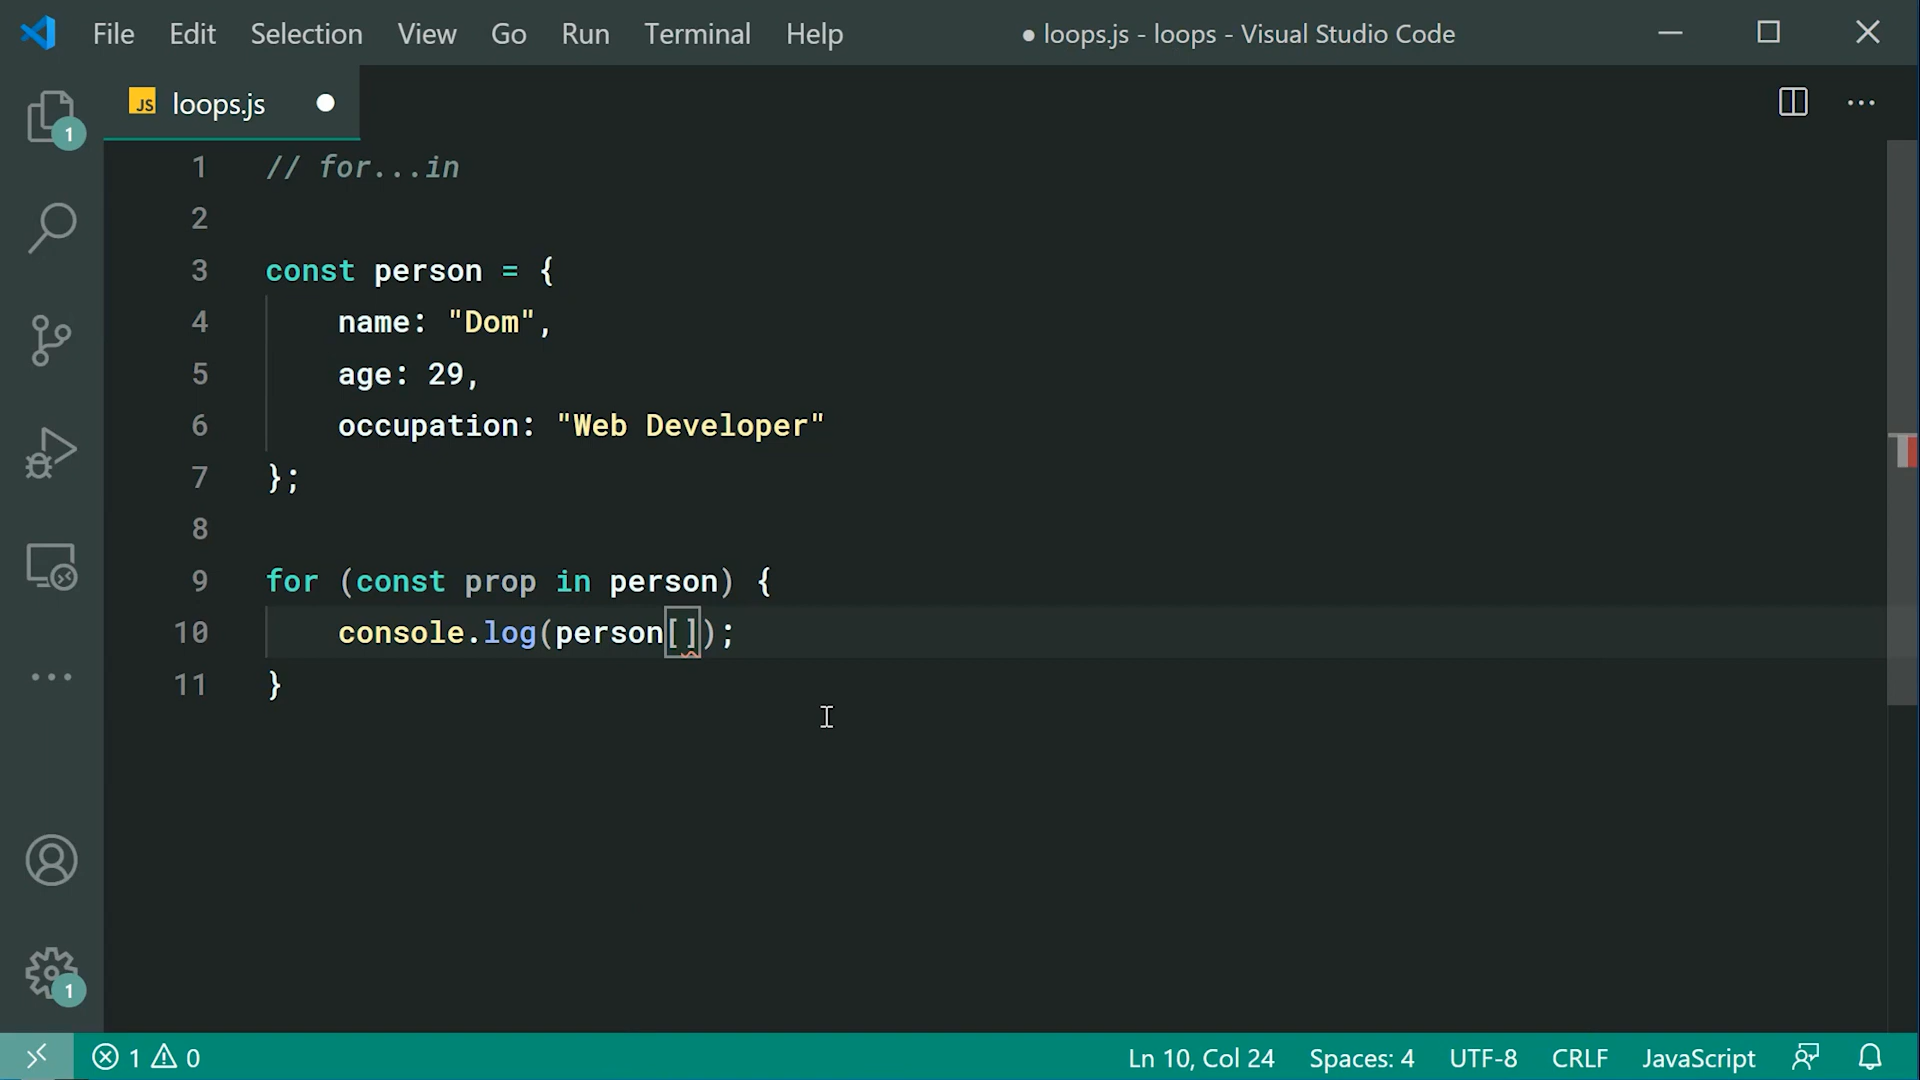 File Edit Selection View Go Run Terminal Help ● loops.js - loops - Visual Studio Code
JS loops.js
1 // for...in
2
3 const person = {
4 name: "Dom",
5 age: 29,
6 occupation: "Web Developer"
7 };
8
9 for (const prop in person) {
10 console.log(person[]);
11 }
1
1
1 0 Ln 10, Col 24 Spaces: 4 UTF-8 CRLF JavaScript